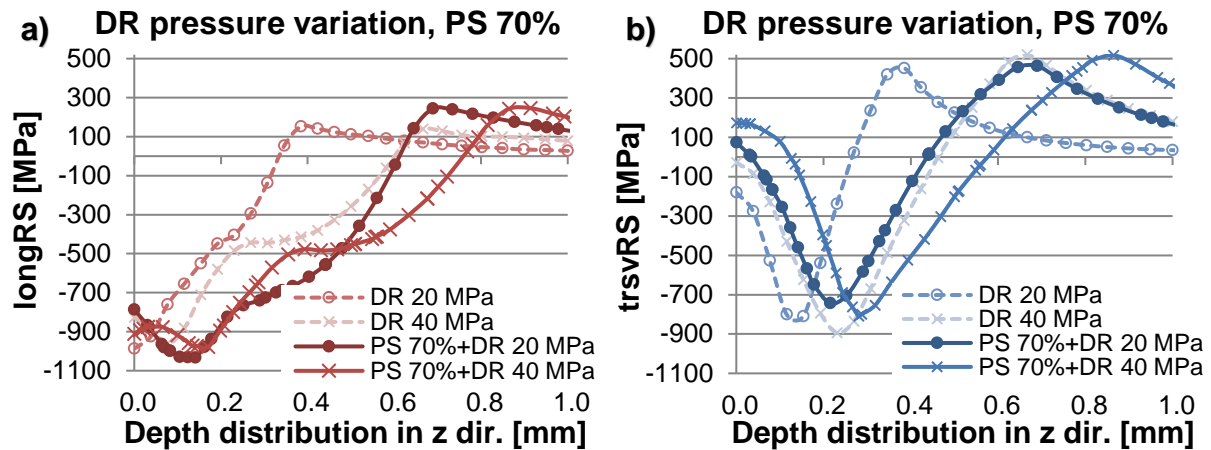 a)
DR pressure variation, PS 70%
500
300
100
-100
-300
-500
-700
-900
-1100
longRS [MPa]
DR 20 MPa
DR 40 MPa
PS 70%+DR 20 MPa
PS 70%+DR 40 MPa
0.0 0.2 0.4 0.6 0.8 1.0
Depth distribution in z dir. [mm]
b)
DR pressure variation, PS 70%
500
300
100
-100
-300
-500
-700
-900
-1100
trsvRS [MPa]
DR 20 MPa
DR 40 MPa
PS 70%+DR 20 MPa
PS 70%+DR 40 MPa
0.0 0.2 0.4 0.6 0.8 1.0
Depth distribution in z dir. [mm]